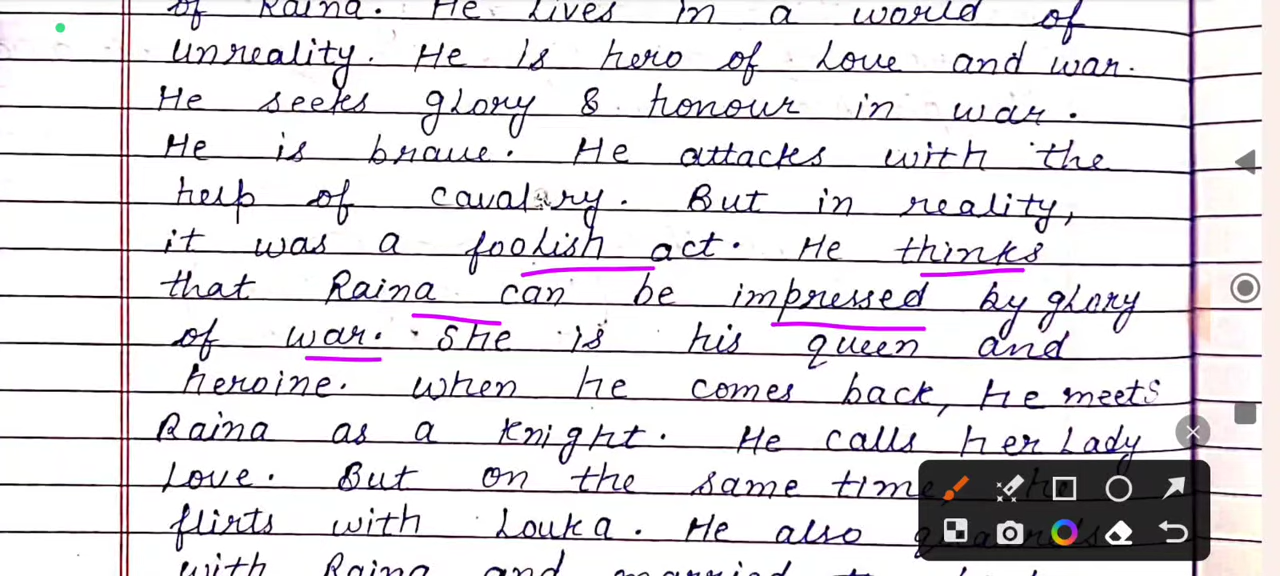 of Raina. He lives in a world of
unreality. He is hero of Love and war.
He seeks glory & honour in war.
He is brave. He attacks with the
help of cavalary. But in reality,
it was a foolish act. He thinks
that Raina can be impressed by glory
of war. She is his queen and
heroine. When he comes back, he meets
Raina as a Knight. He calls her Lady
Love. But on the same time, he
flirts with Louka. He also
with Raina and married